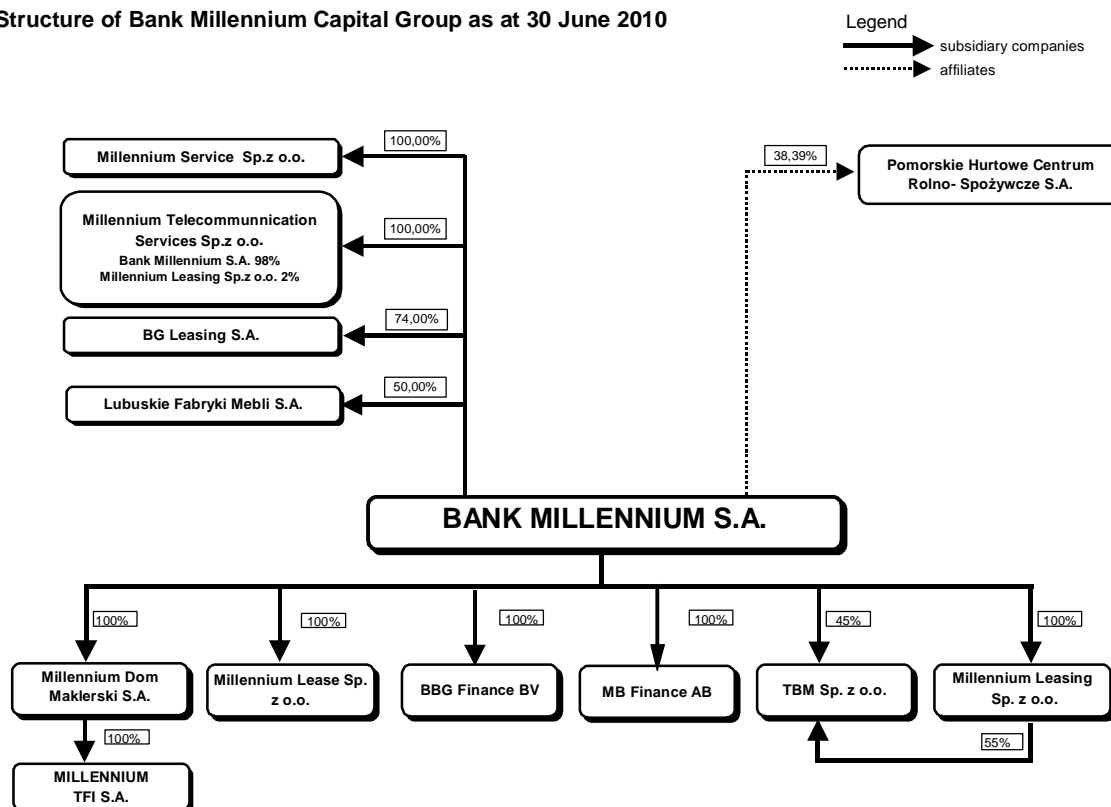 Structure of Bank Millennium Capital Group as at 30 June 2010
Legend
subsidiary companies
affiliates
100,00%
Millennium Service Sp.z o.o.
38,39%
Pomorskie Hurtowe Centrum
Rolno- Spożywcze S.A.
Millennium Telecommunnication
Services Sp.z o.o.
Bank Millennium S.A. 98%
Millennium Leasing Sp.z o.o. 2%
100,00%
74,00%
BG Leasing S.A.
50,00%
Lubuskie Fabryki Mebli S.A.
BANK MILLENNIUM S.A.
100%
100%
100%
100%
45%
100%
Millennium Dom
Maklerski S.A.
Millennium Lease Sp.
z o.o.
BBG Finance BV
MB Finance AB
TBM Sp. z o.o.
Millennium Leasing
Sp. z o.o.
100%
55%
MILLENNIUM
TFI S.A.